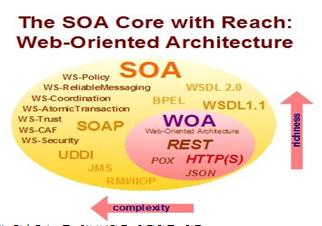 The SOA Core with Reach:
Web-Oriented Architecture
SOA
WS-Policy
WS-ReliableMessaging
WS-Coordination
WS-AtomicTransaction
WS-Trust
WS-CAF
WS-Security
WSDL 2.0
BPEL
WSDL1.1
SOAP
WOA
Web-Oriented Architecture
REST
POX HTTP(S)
JSON
UDDI
JMS
RMI/IIOP
richness
complexity